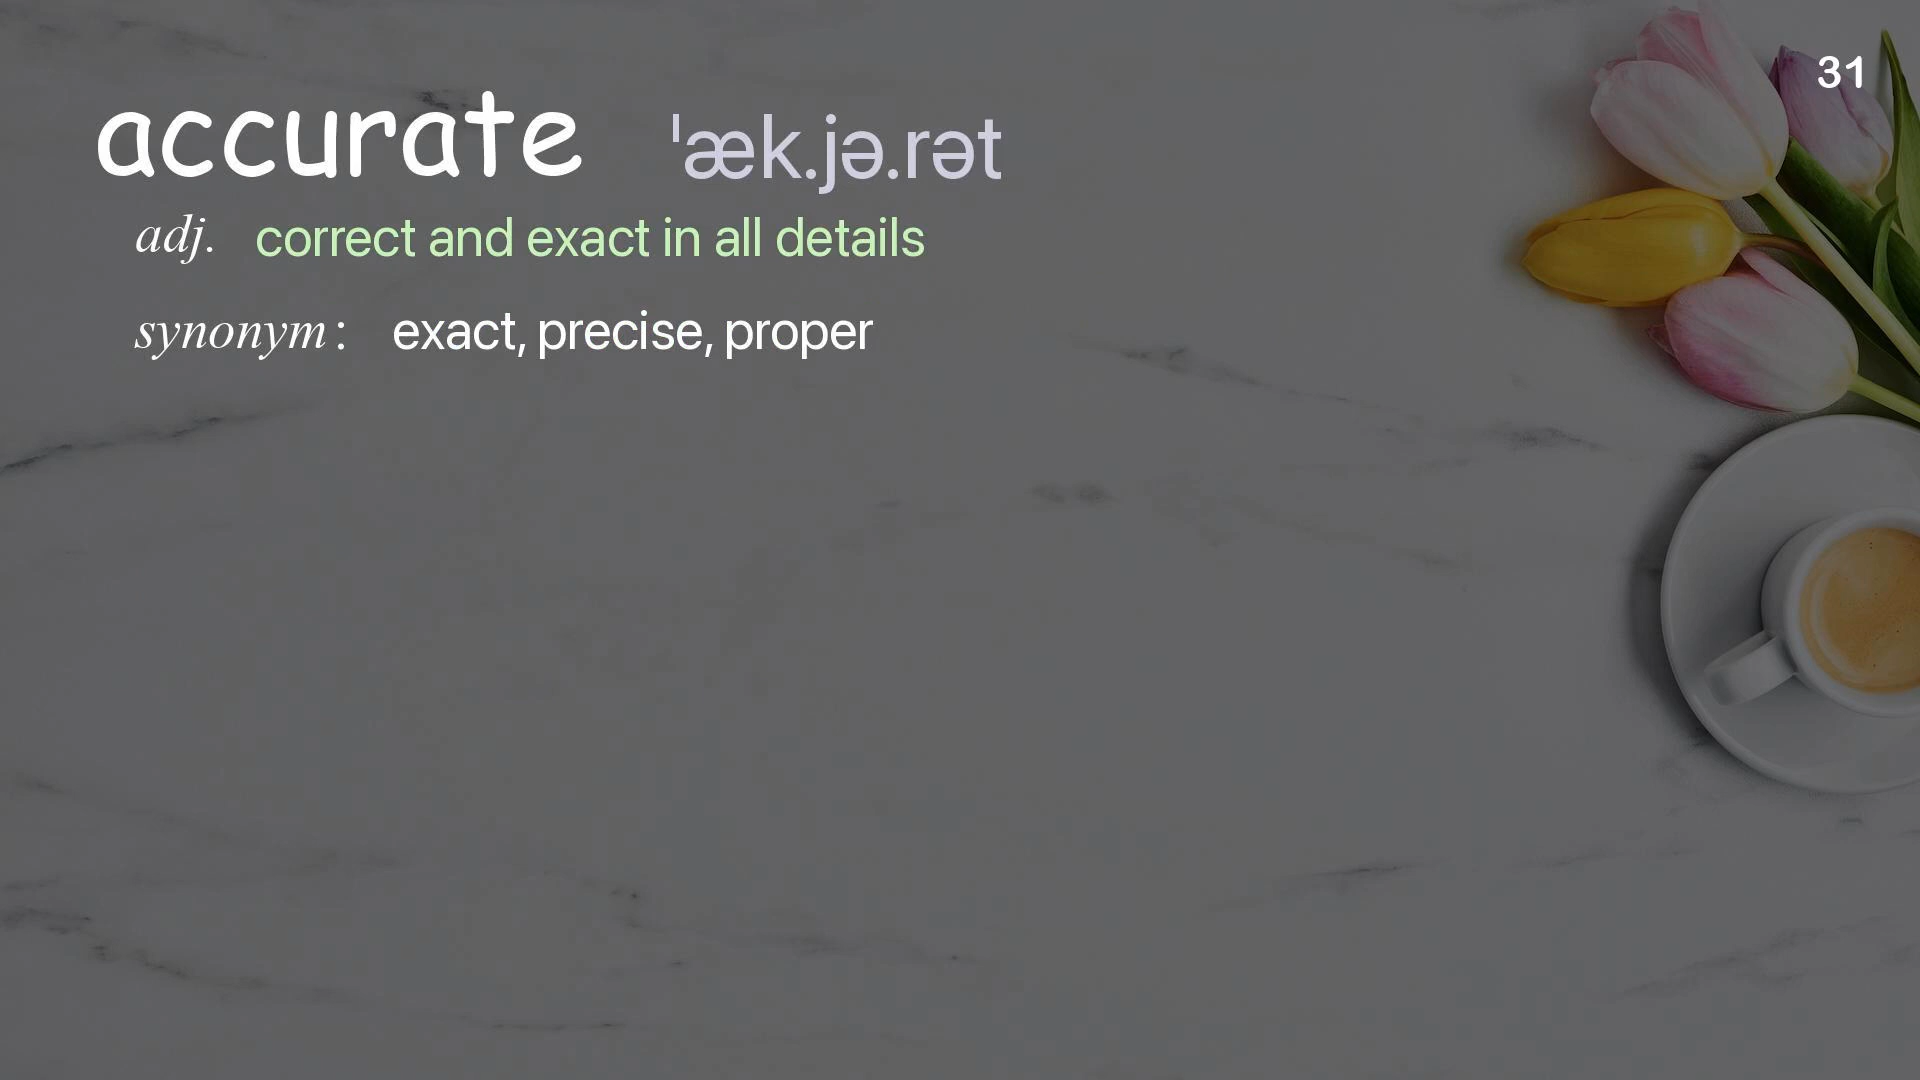 31
accurate ˈæk.jə.rət
adj. correct and exact in all details
synonym: exact, precise, proper